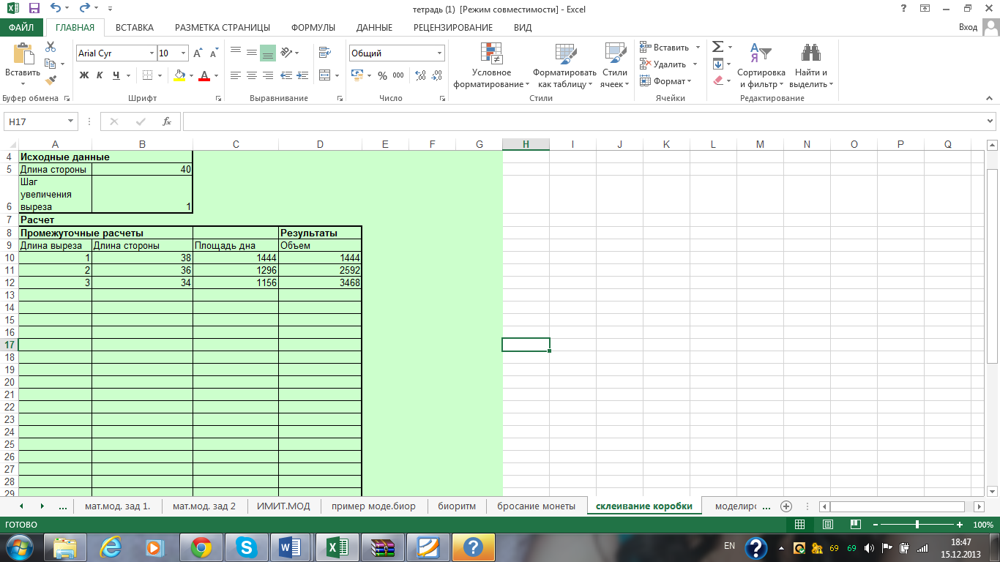 тетрадь (1) [Режим совместимости] - Excel
ФАЙЛ ГЛАВНАЯ ВСТАВКА РАЗМЕТКА СТРАНИЦЫ ФОРМУЛЫ ДАННЫЕ РЕЦЕНЗИРОВАНИЕ ВИД Вход
Вставить
Буфер обмена
Arial Cyr 10
Ж К Ч
Шрифт
Выравнивание
Общий
% 000
Число
Условное форматирование
Форматировать как таблицу
Стили ячеек
Стили
Вставить
Удалить
Формат
Ячейки
Сортировка и фильтр
Найти и выделить
Редактирование
H17
fx
A B C D E F G H I J K L M N O P Q
4 Исходные данные
5 Длина стороны 40
Шаг
увеличения
6 выреза 1
7 Расчет
8 Промежуточные расчеты Результаты
9 Длина выреза Длина стороны Площадь дна Объем
10 1 38 1444 1444
11 2 36 1296 2592
12 3 34 1156 3468
13
14
15
16
17
18
19
20
21
22
23
24
25
26
27
28
29
... мат.мод. зад 1. мат.мод. зад 2 ИМИТ.МОД пример моде.биор биоритм бросание монеты склеивание коробки моделирс ...
ГОТОВО 100%
EN 69 69 18:47
15.12.2013